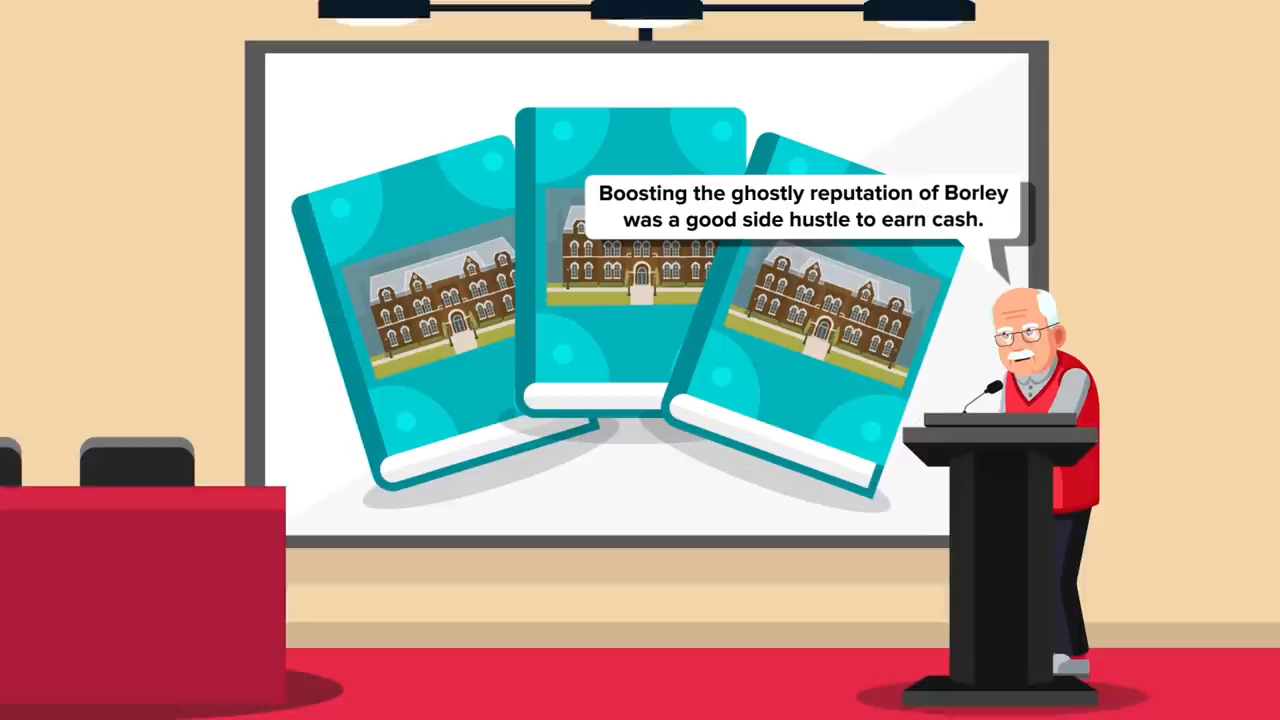 Boosting the ghostly reputation of Borley
was a good side hustle to earn cash.